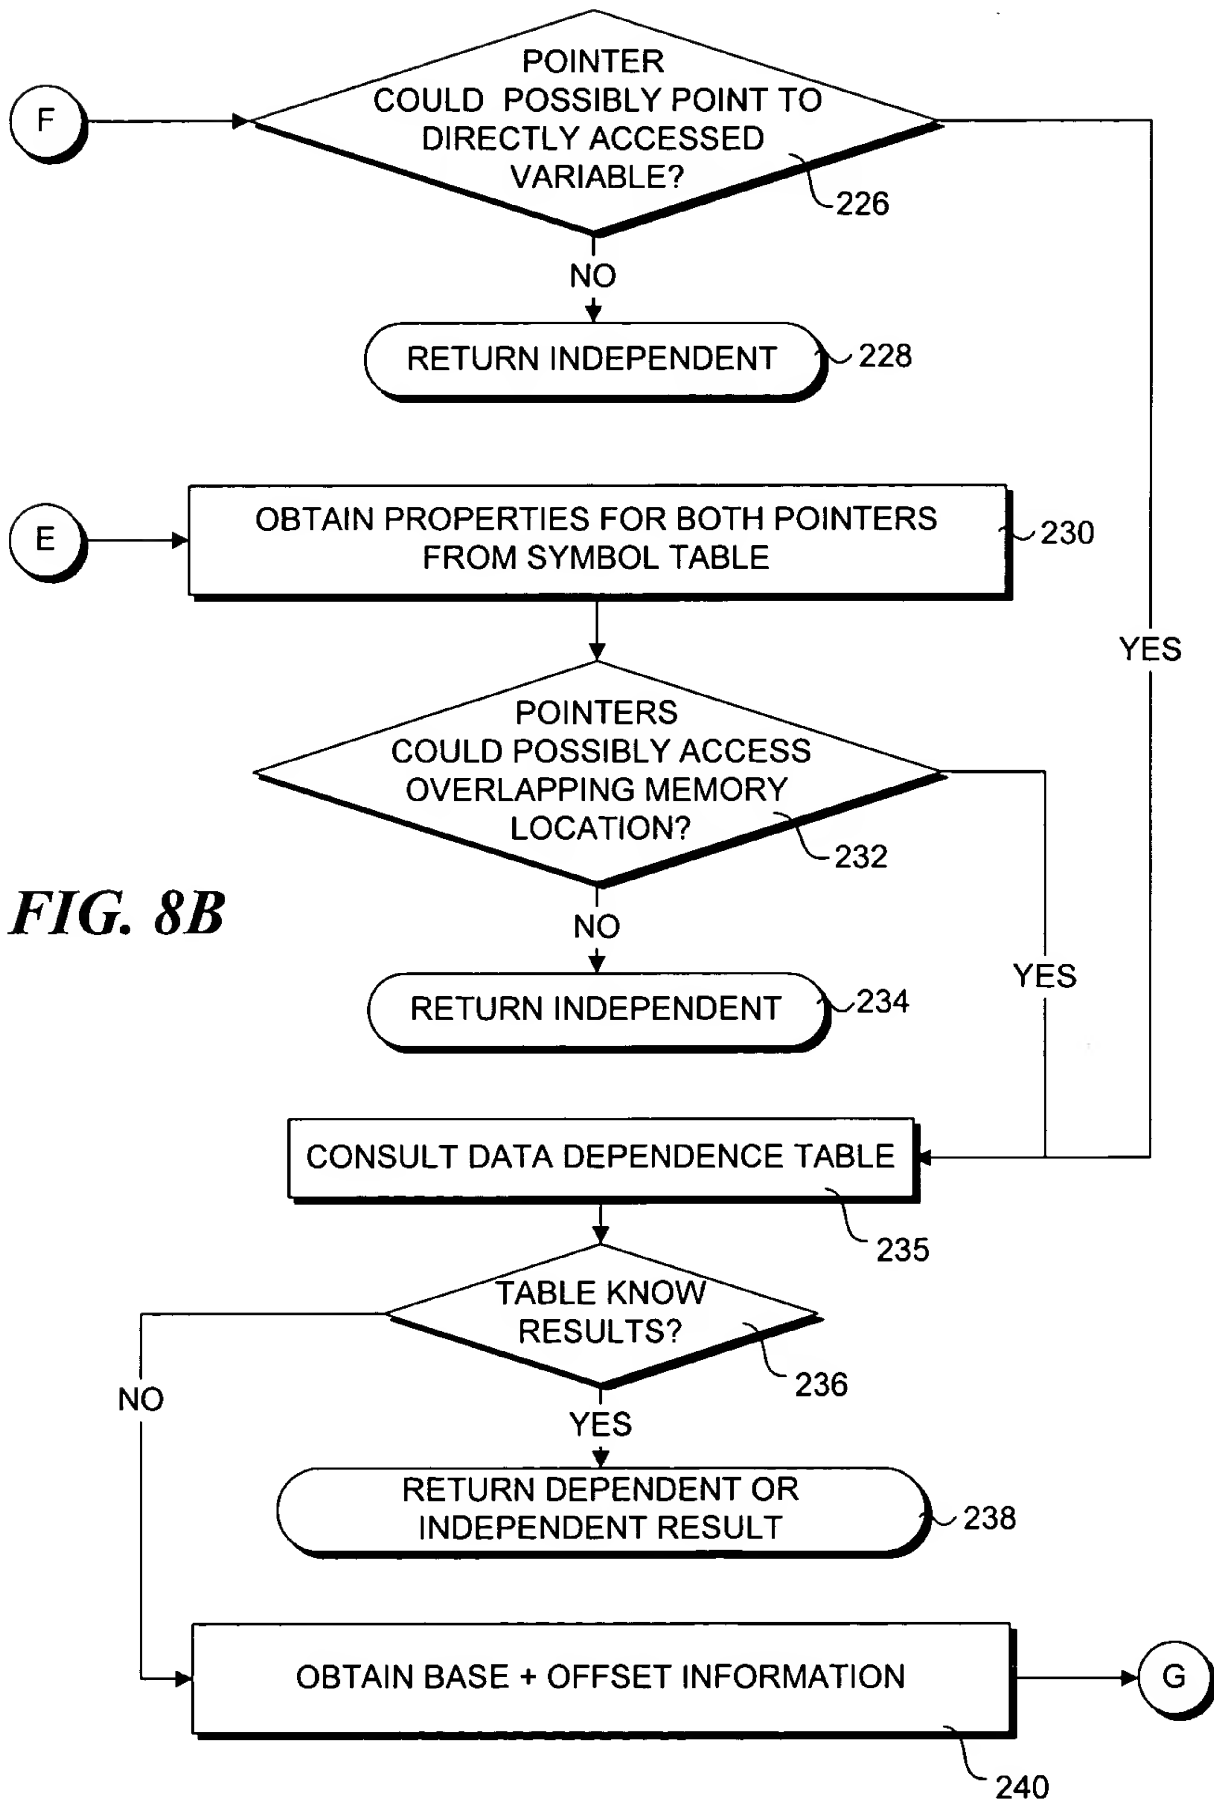 POINTER
COULD POSSIBLY POINT TO
DIRECTLY ACCESSED
VARIABLE?
F
226
NO
RETURN INDEPENDENT
228
OBTAIN PROPERTIES FOR BOTH POINTERS
FROM SYMBOL TABLE
E
230
YES
POINTERS
COULD POSSIBLY ACCESS
OVERLAPPING MEMORY
LOCATION?
232
FIG. 8B
NO
YES
RETURN INDEPENDENT
234
CONSULT DATA DEPENDENCE TABLE
235
TABLE KNOW
RESULTS?
236
NO
YES
RETURN DEPENDENT OR
INDEPENDENT RESULT
238
OBTAIN BASE + OFFSET INFORMATION
G
240